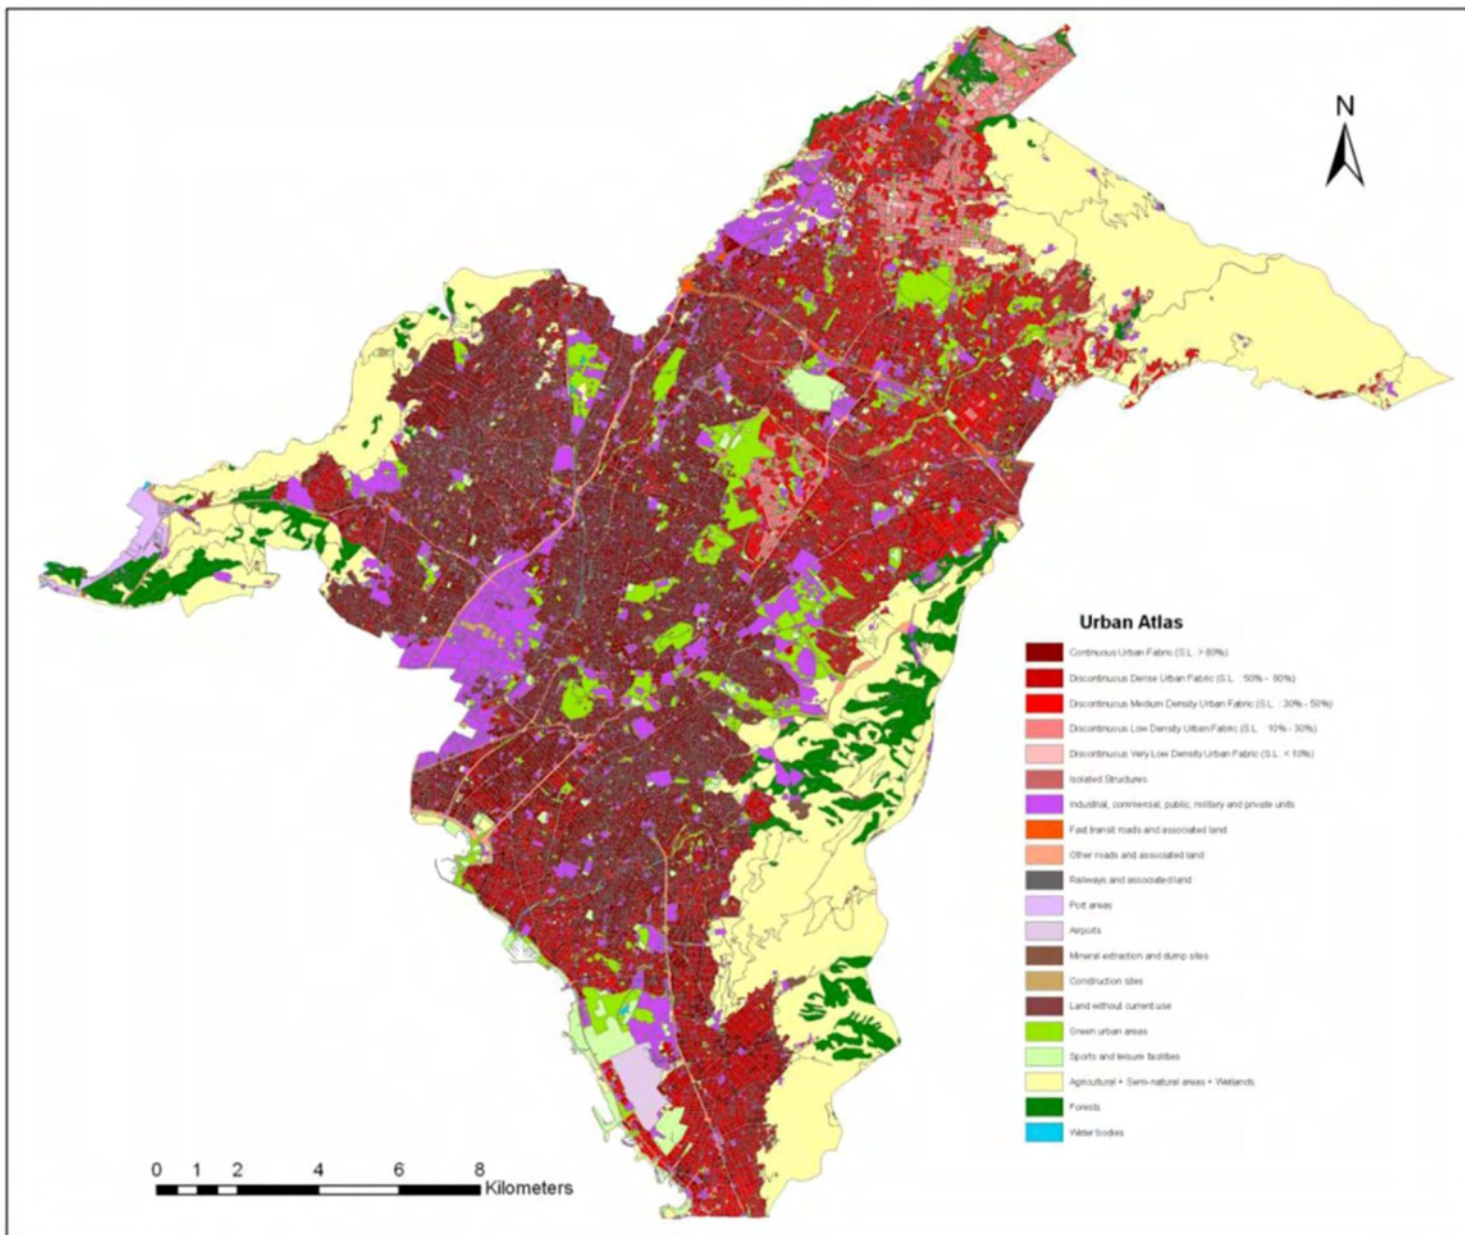 N
Urban Atlas
Continuous Urban Fabric (S.L. > 80%)
Discontinuous Dense Urban Fabric (S.L. : 50% - 80%)
Discontinuous Medium Density Urban Fabric (S.L. : 30% - 50%)
Discontinuous Low Density Urban Fabric (S.L. : 10% - 30%)
Discontinuous Very Low Density Urban Fabric (S.L. < 10%)
Isolated Structures
Industrial, commercial, public, military and private units
Fast transit roads and associated land
Other roads and associated land
Railways and associated land
Port areas
Airports
Mineral extraction and dump sites
Construction sites
Land without current use
Green urban areas
Sports and leisure facilities
Agricultural + Semi-natural areas + Wetlands
Forests
Water bodies
0 1 2 4 6 8
Kilometers